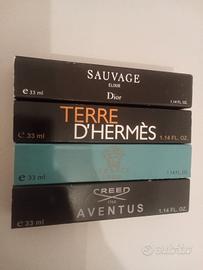 SAUVAGE
ELIXIR
Dior
℮ 33 ml
1.14 FL. OZ.
TERRE
D'HERMÈS
℮ 33 ml
1.14 FL. OZ.
℮ 33 ml
1.14 FL. OZ.
CREED
1760
AVENTUS
℮ 33 ml
1.14 FL. OZ.
subito